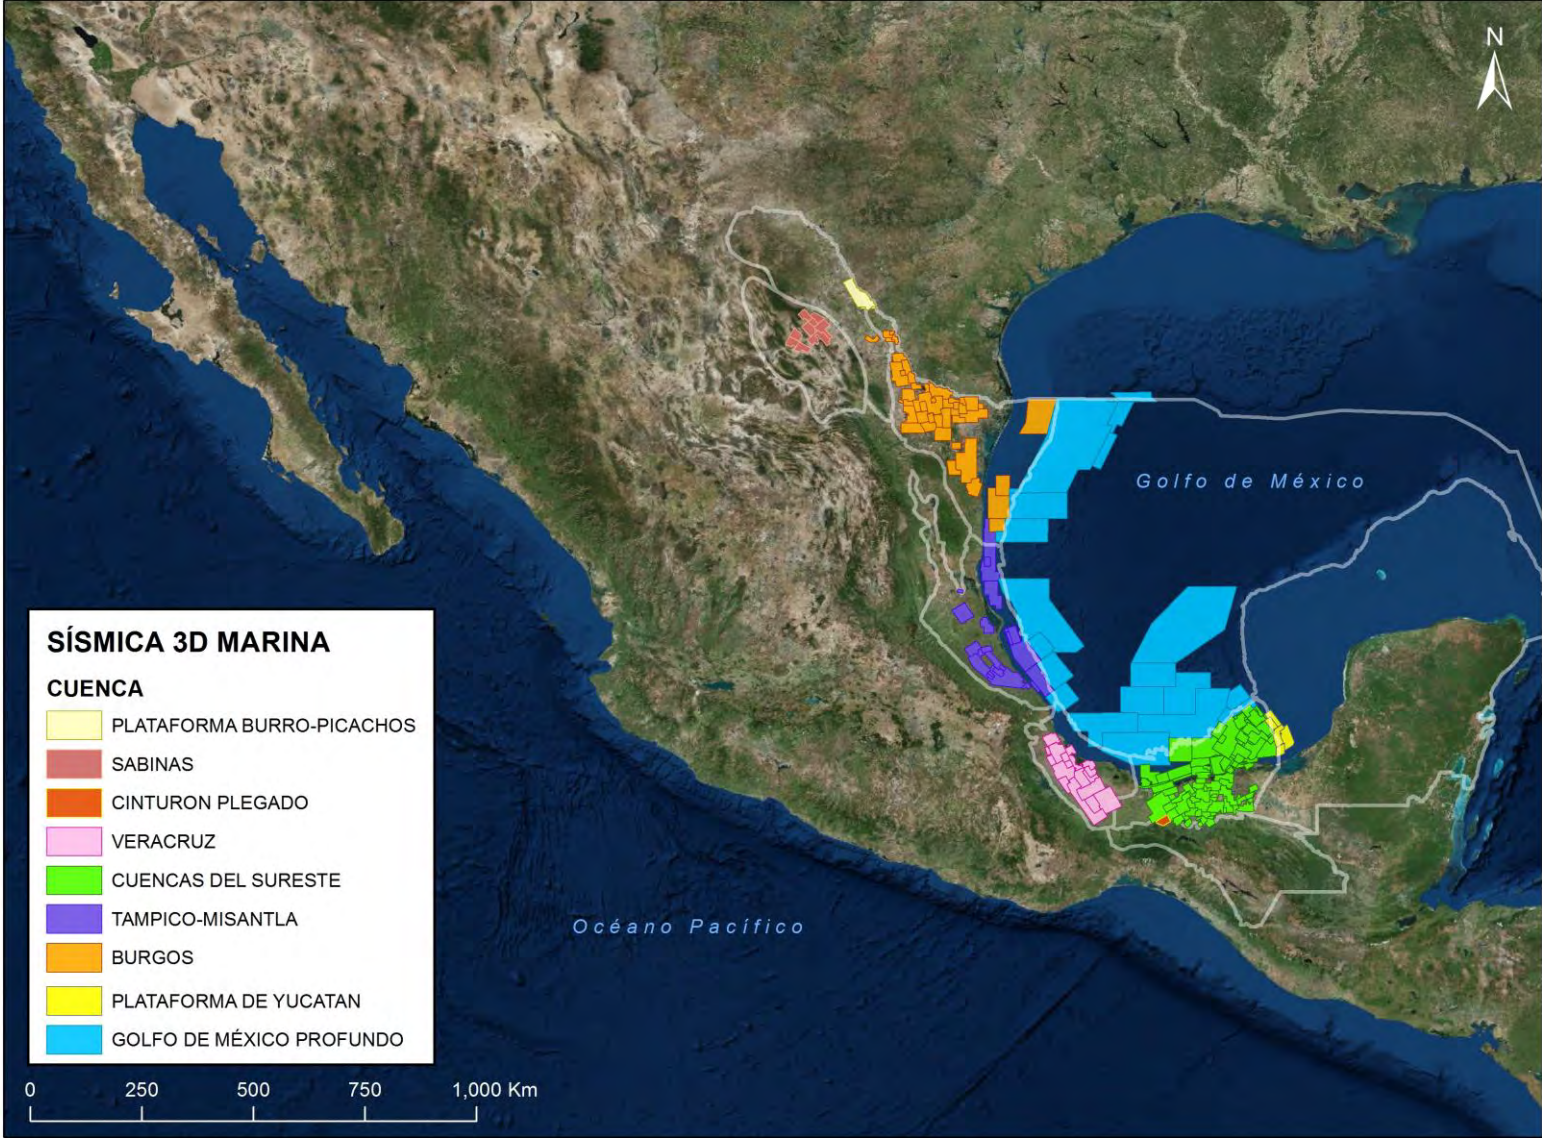 N
Golfo de México
SÍSMICA 3D MARINA
CUENCA
PLATAFORMA BURRO-PICACHOS
SABINAS
CINTURON PLEGADO
VERACRUZ
CUENCAS DEL SURESTE
TAMPICO-MISANTLA
BURGOS
PLATAFORMA DE YUCATAN
GOLFO DE MÉXICO PROFUNDO
Océano Pacífico
0 250 500 750 1,000 Km